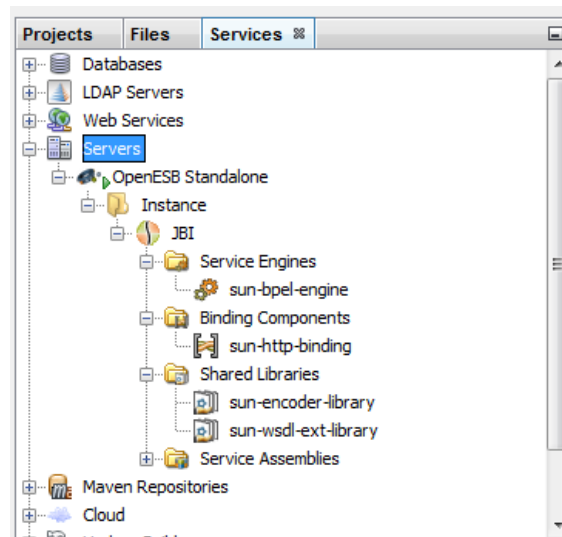 Projects Files Services
Databases
LDAP Servers
Web Services
Servers
OpenESB Standalone
Instance
JBI
Service Engines
sun-bpel-engine
Binding Components
sun-http-binding
Shared Libraries
sun-encoder-library
sun-wsdl-ext-library
Service Assemblies
Maven Repositories
Cloud